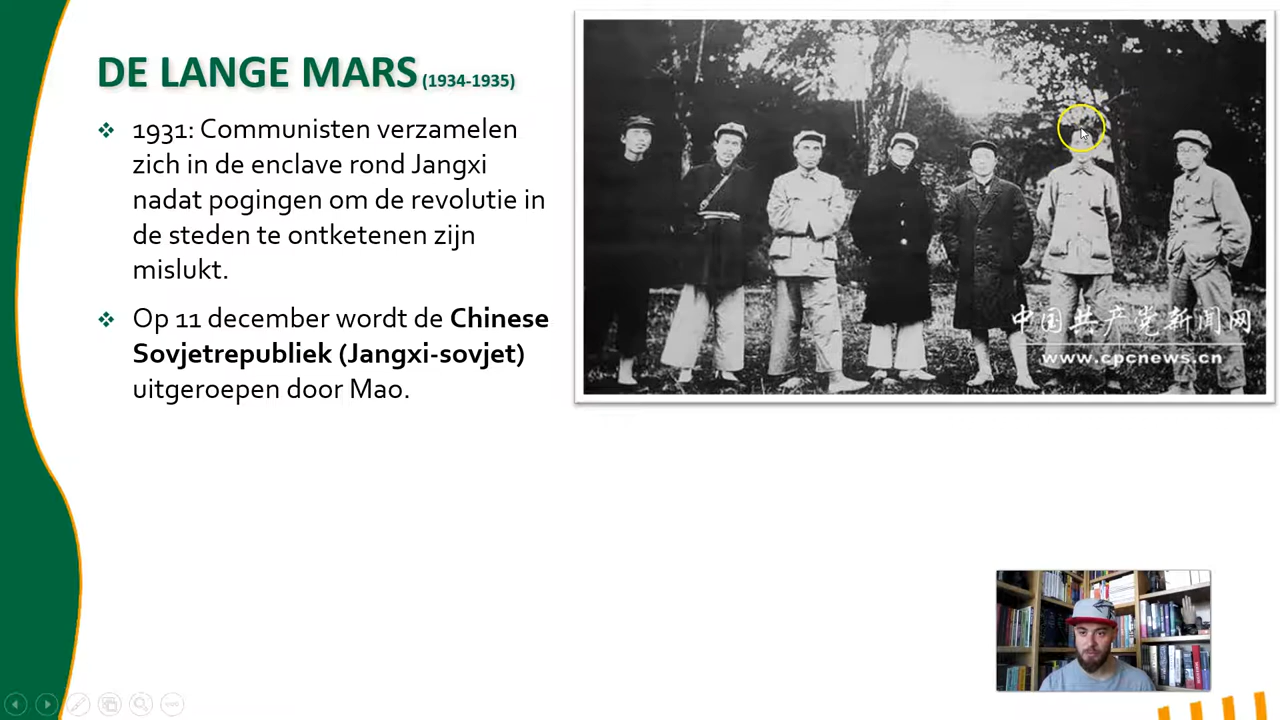 DE LANGE MARS (1934-1935)
1931: Communisten verzamelen
zich in de enclave rond Jangxi
nadat pogingen om de revolutie in
de steden te ontketenen zijn
mislukt.
Op 11 december wordt de Chinese
Sovjetrepubliek (Jangxi-sovjet)
uitgeroepen door Mao.
中国共产党新闻网
www.cpcnews.cn